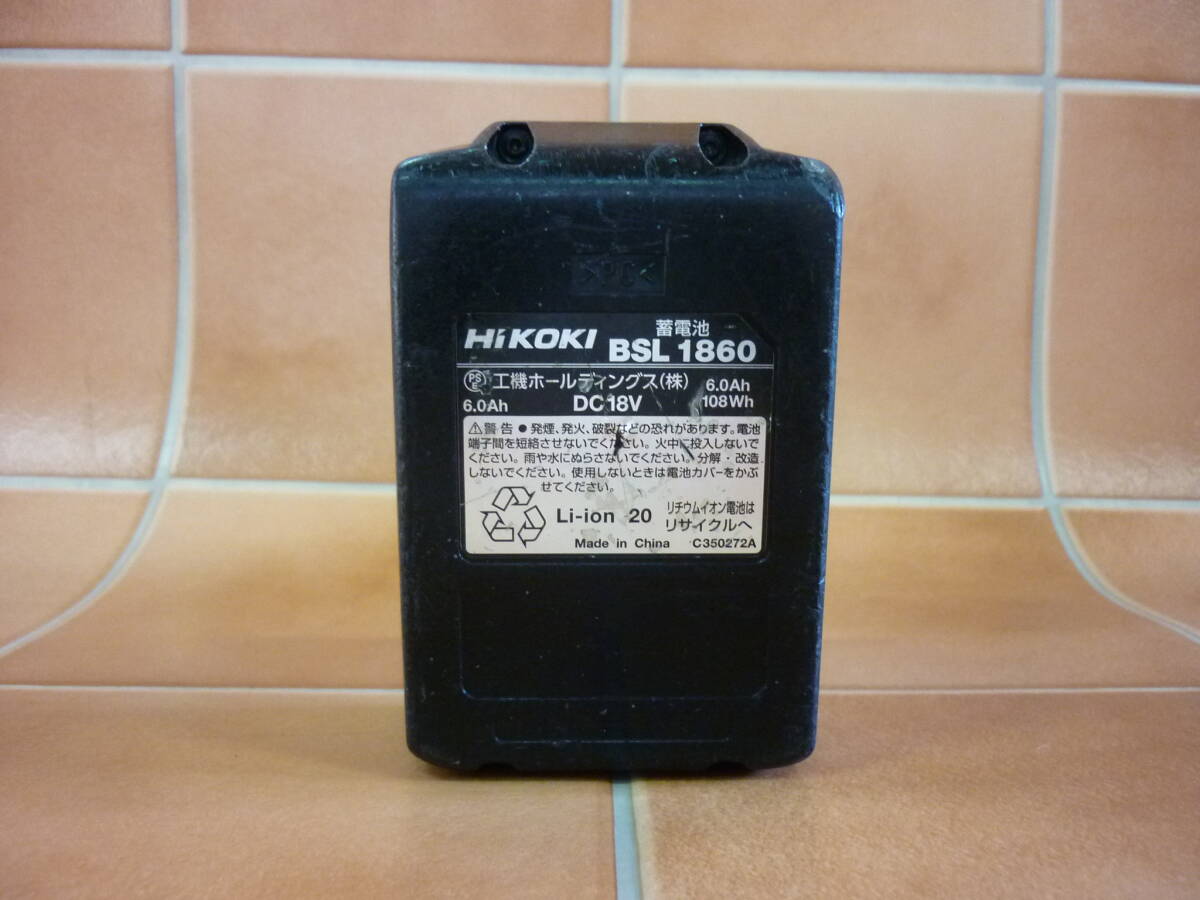 >PC<
蓄電池
HiKOKI BSL 1860
PS E 工機ホールディングス(株) 6.0Ah
6.0Ah DC18V 108Wh
⚠警告 ● 発煙、発火、破裂などの恐れがあります。電池
端子間を短絡させないでください。火中に投入しないで
ください。雨や水にぬらさないでください。分解・改造
しないでください。使用しないときは電池カバーをかぶ
せてください。
Li-ion 20 リチウムイオン電池は
リサイクルへ
Made in China C350272A